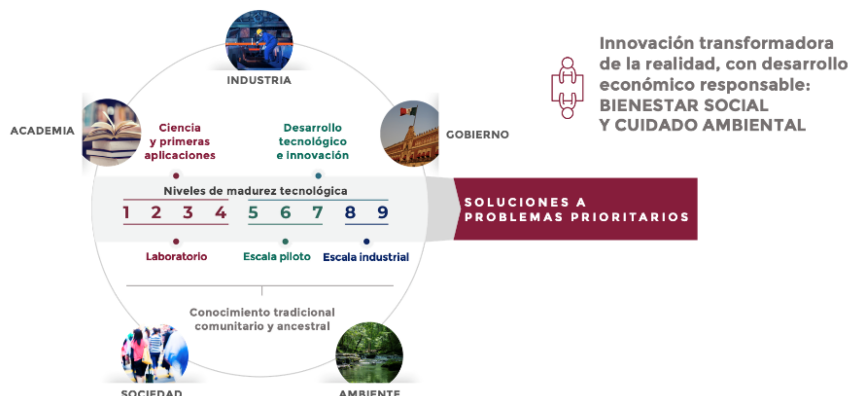 INDUSTRIA
ACADEMIA
GOBIERNO
Ciencia
y primeras
aplicaciones
Desarrollo
tecnológico
e innovación
Niveles de madurez tecnológica
1 2 3 4 5 6 7 8 9
Laboratorio
Escala piloto
Escala industrial
Conocimiento tradicional
comunitario y ancestral
SOCIEDAD
AMBIENTE
SOLUCIONES A
PROBLEMAS PRIORITARIOS
Innovación transformadora
de la realidad, con desarrollo
económico responsable:
BIENESTAR SOCIAL
Y CUIDADO AMBIENTAL